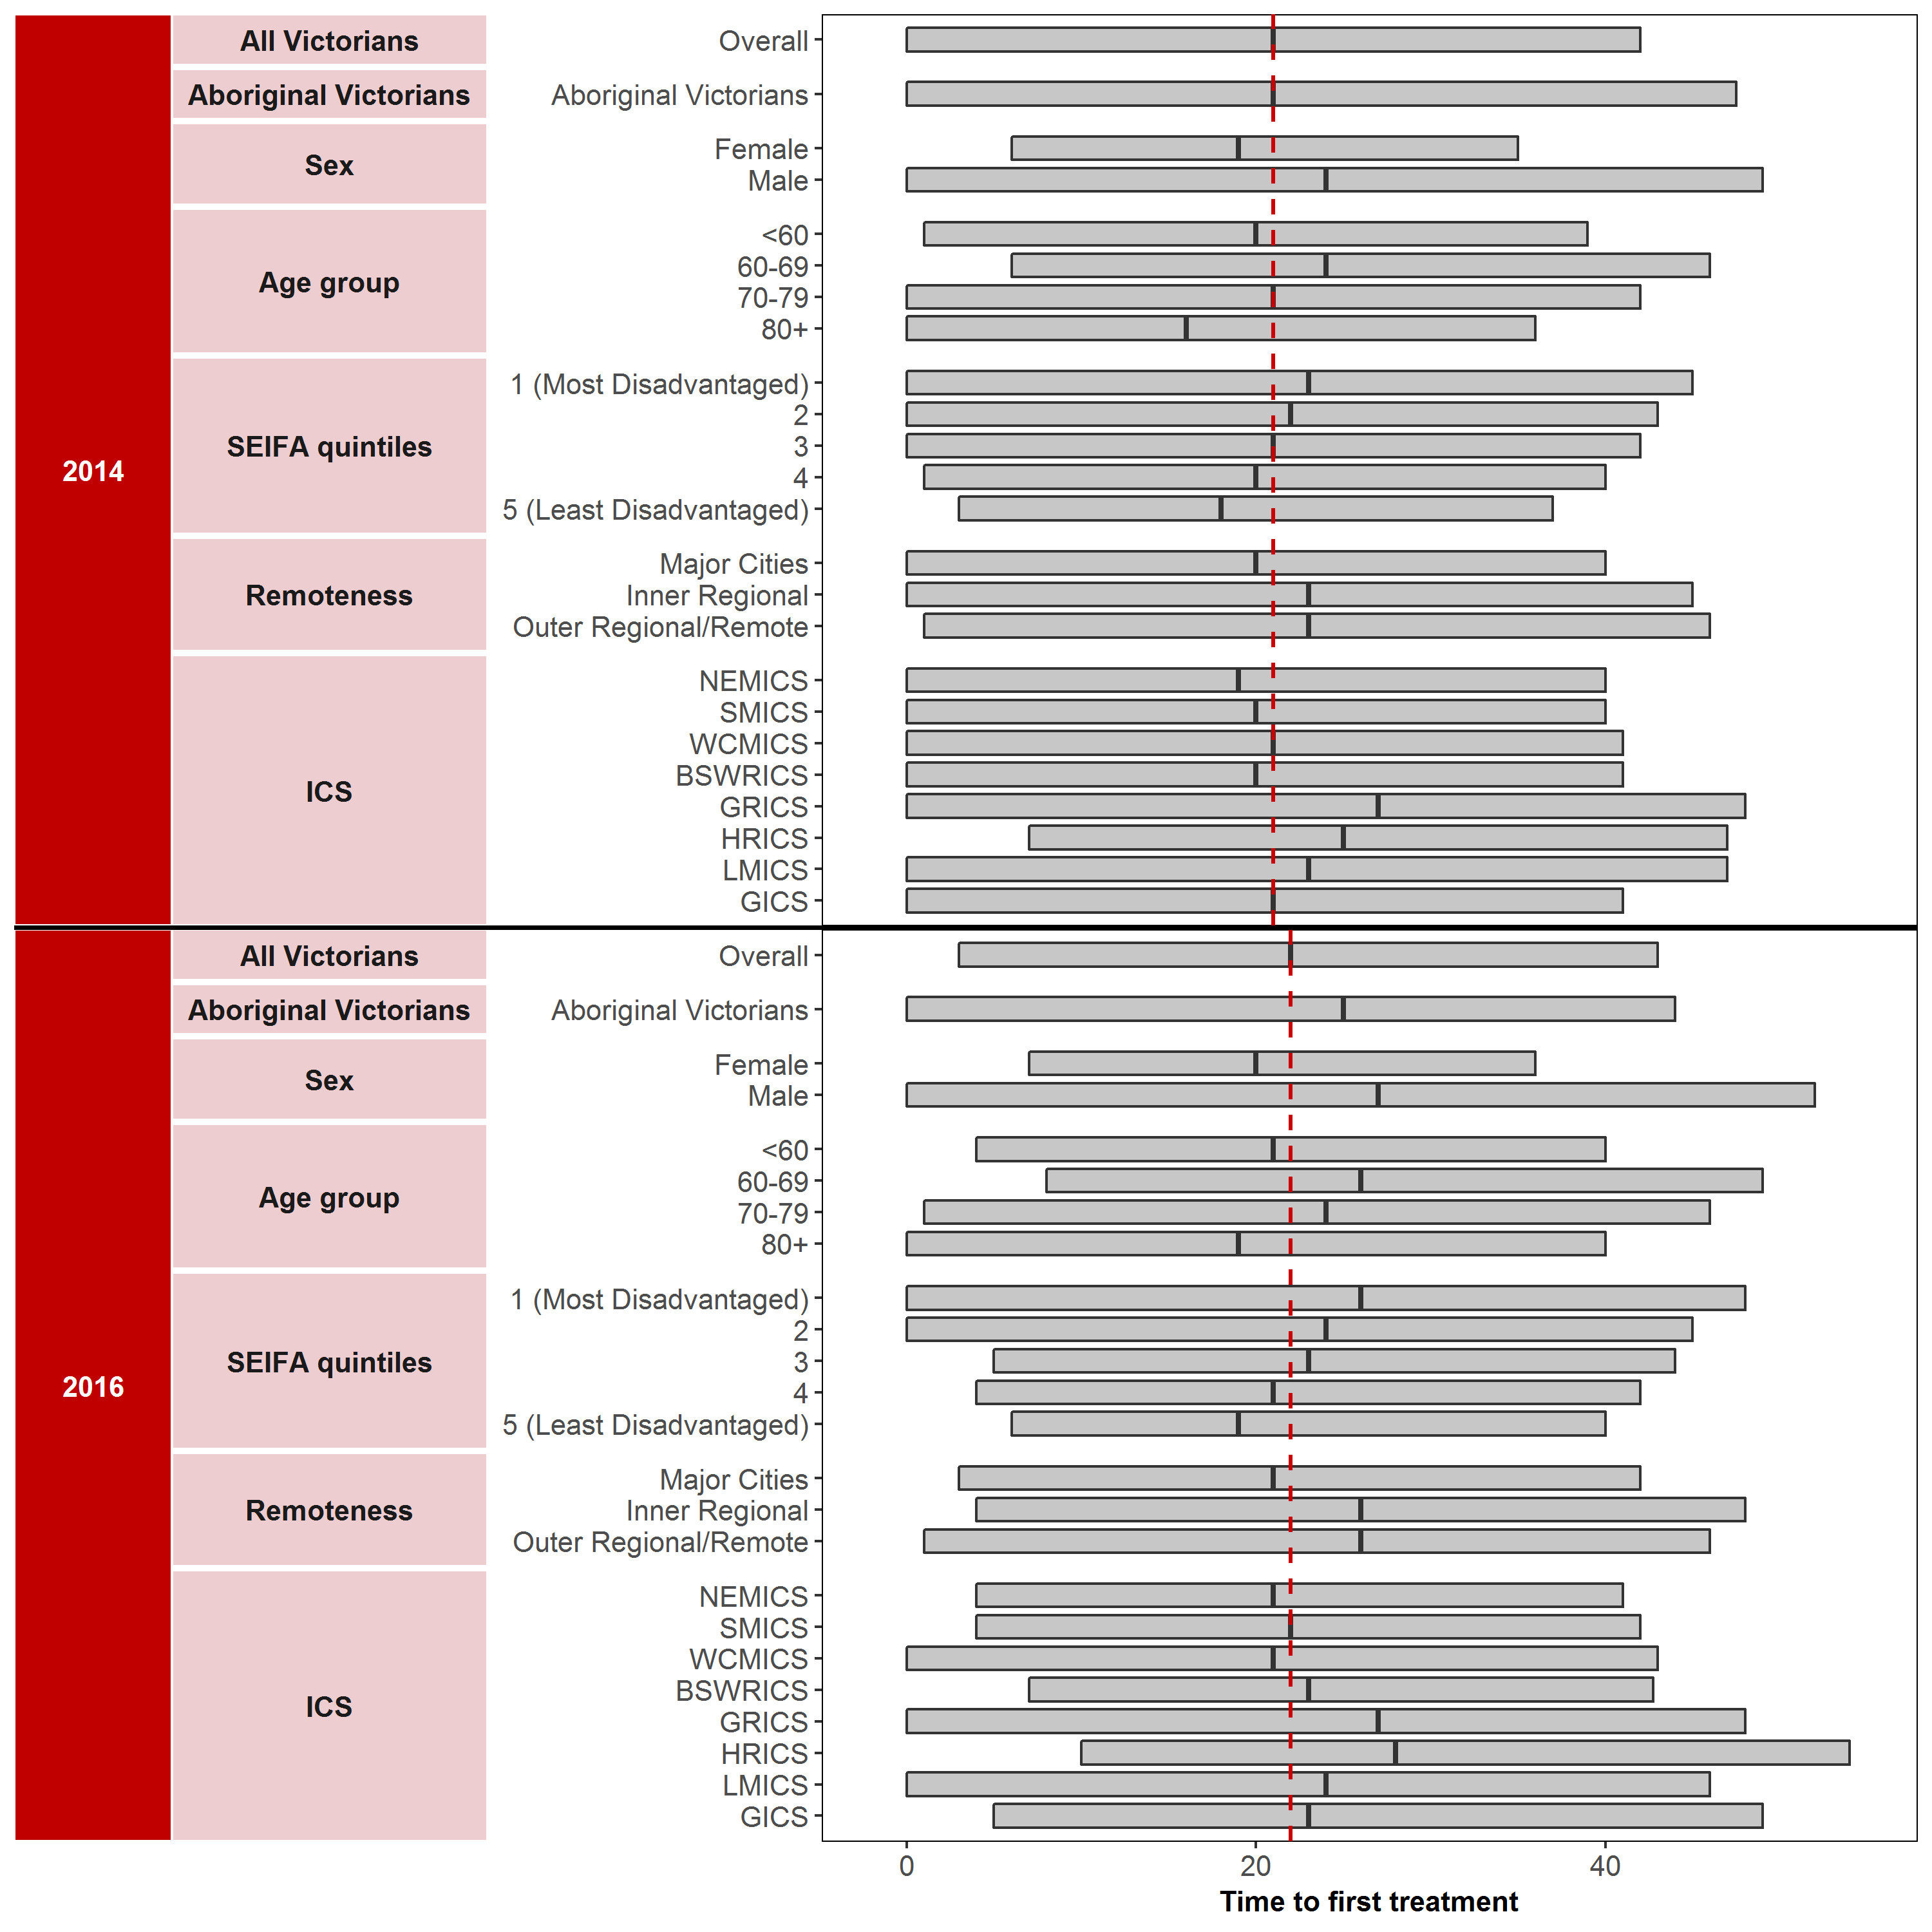 2014
All Victorians
Overall
Aboriginal Victorians
Aboriginal Victorians
Sex
Female
Male
Age group
<60
60-69
70-79
80+
SEIFA quintiles
1 (Most Disadvantaged)
2
3
4
5 (Least Disadvantaged)
Remoteness
Major Cities
Inner Regional
Outer Regional/Remote
ICS
NEMICS
SMICS
WCMICS
BSWRICS
GRICS
HRICS
LMICS
GICS
2016
All Victorians
Overall
Aboriginal Victorians
Aboriginal Victorians
Sex
Female
Male
Age group
<60
60-69
70-79
80+
SEIFA quintiles
1 (Most Disadvantaged)
2
3
4
5 (Least Disadvantaged)
Remoteness
Major Cities
Inner Regional
Outer Regional/Remote
ICS
NEMICS
SMICS
WCMICS
BSWRICS
GRICS
HRICS
LMICS
GICS
0 20 40
Time to first treatment